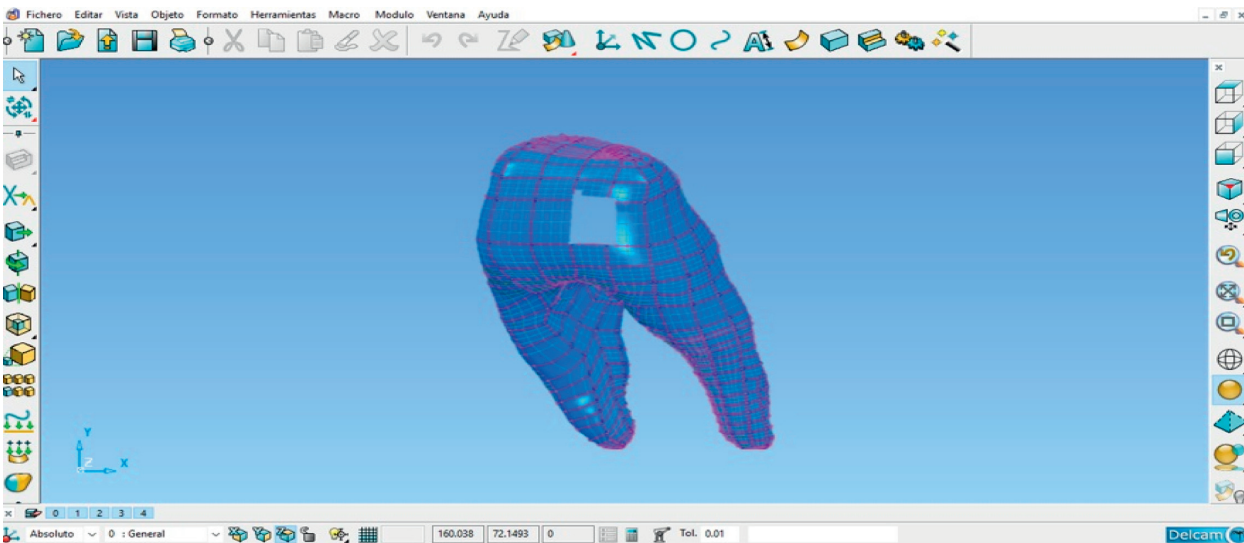 Fichero Editar Vista Objeto Formato Herramientas Macro Modulo Ventana Ayuda
Y
Z X
0 1 2 3 4
Absoluto 0 : General 160.038 72.1493 0 Tol. 0.01
Delcam